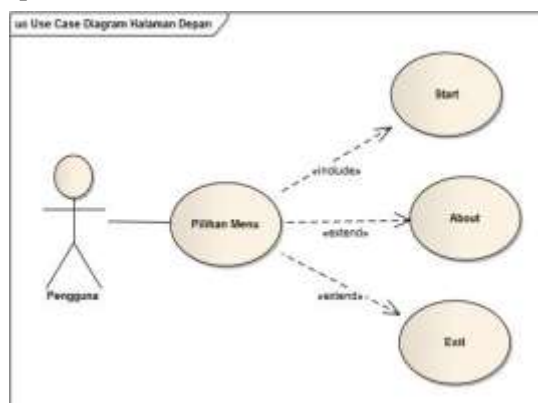 uc Use Case Diagram Halaman Depan
Start
«include»
Pilihan Menu
«extend»
About
Pengguna
«extend»
Exit